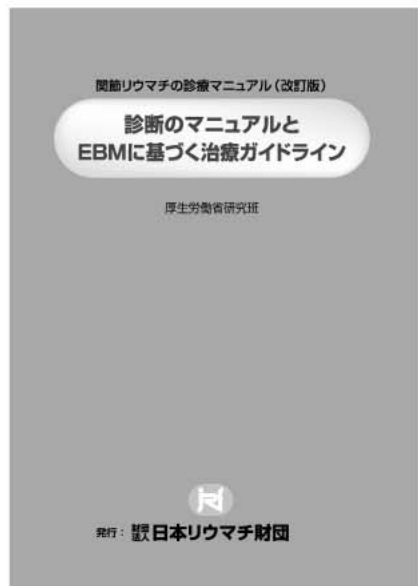 関節リウマチの診療マニュアル（改訂版）
診断のマニュアルと
EBMに基づく治療ガイドライン
厚生労働省研究班
発行：財団法人日本リウマチ財団